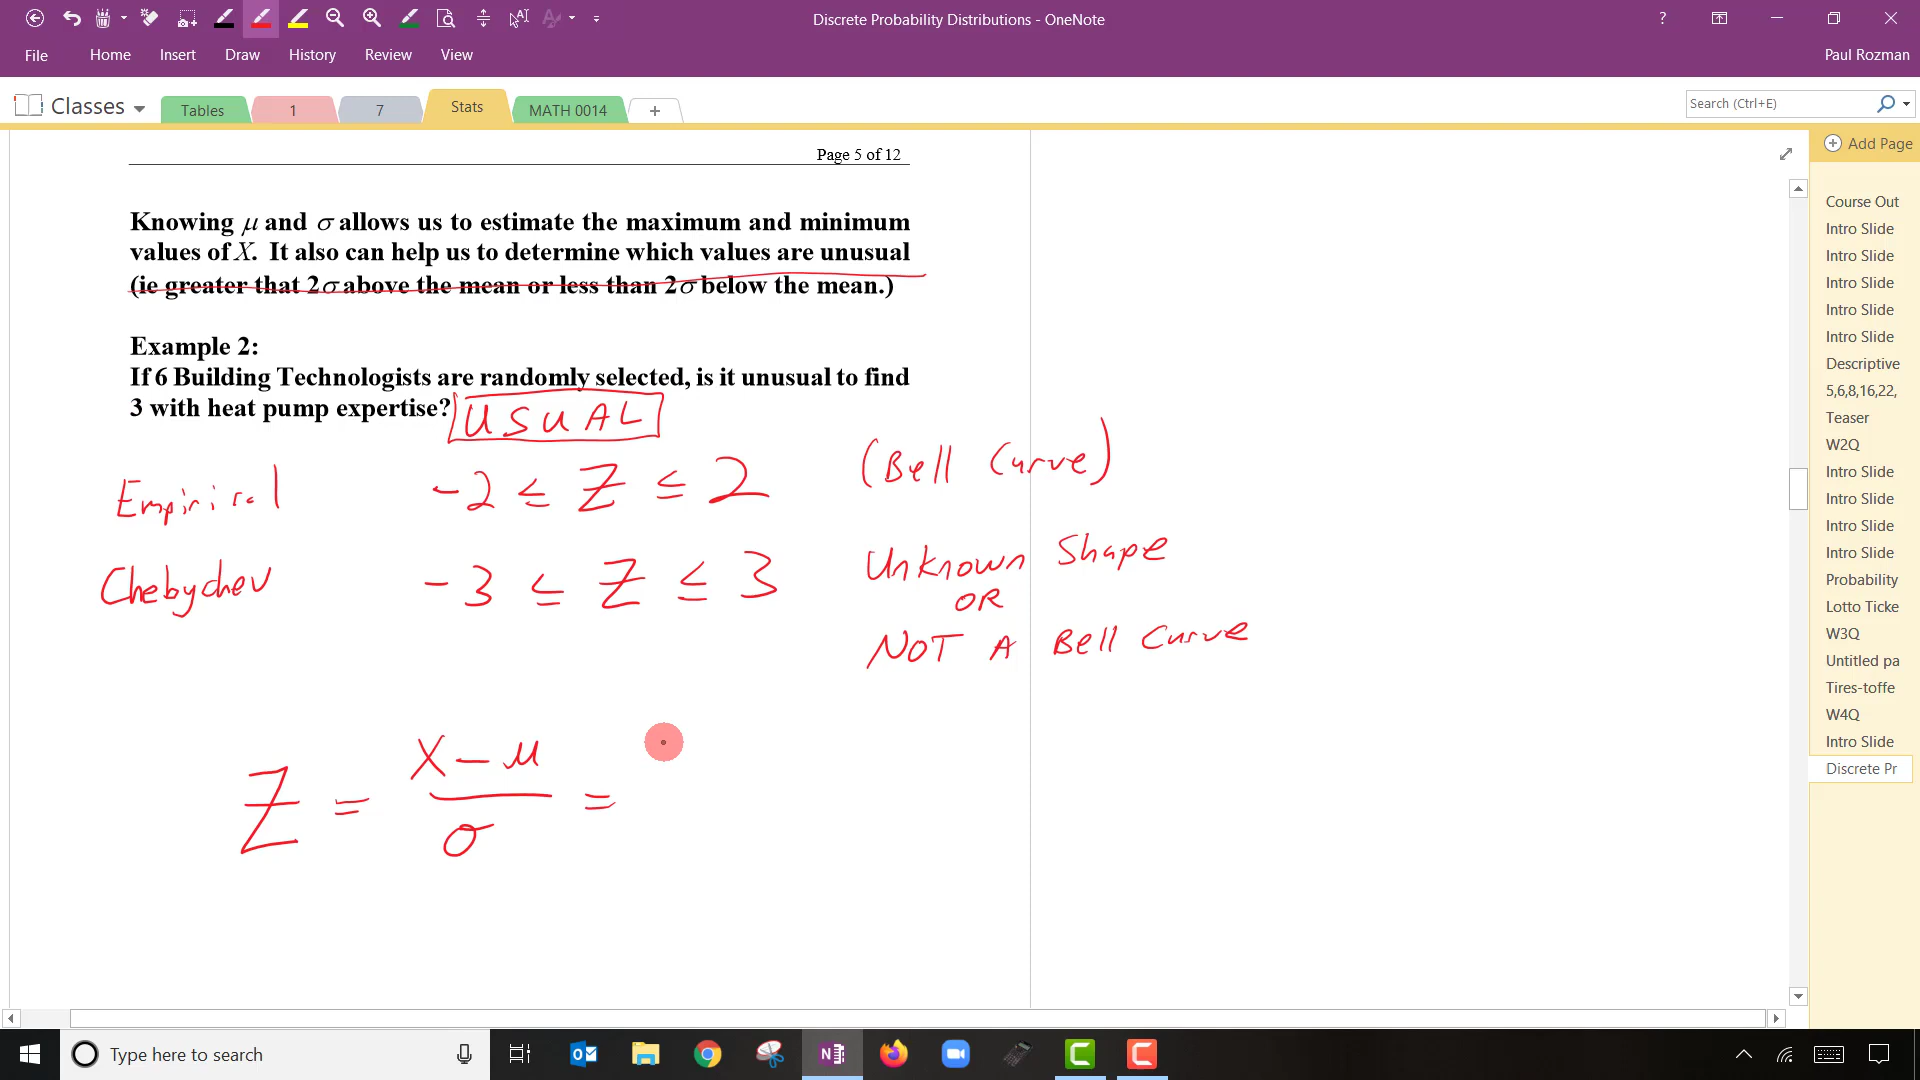 Discrete Probability Distributions - OneNote
?
File Home Insert Draw History Review View
Paul Rozman
Classes Tables 1 7 Stats MATH 0014 +
Search (Ctrl+E)
Add Page
Page 5 of 12
Knowing μ and σ allows us to estimate the maximum and minimum
values of X. It also can help us to determine which values are unusual
(ie greater that 2σ above the mean or less than 2σ below the mean.)
Example 2:
If 6 Building Technologists are randomly selected, is it unusual to find
3 with heat pump expertise? USUAL
Empirical -2 ≤ Z ≤ 2 (Bell Curve)
Chebychev -3 ≤ Z ≤ 3 Unknown Shape
OR
NOT A Bell Curve
Z = X - μ / σ =
Course Out
Intro Slide
Intro Slide
Intro Slide
Intro Slide
Intro Slide
Descriptive
5,6,8,16,22,
Teaser
W2Q
Intro Slide
Intro Slide
Intro Slide
Intro Slide
Probability
Lotto Ticke
W3Q
Untitled pa
Tires-toffe
W4Q
Intro Slide
Discrete Pr
Type here to search